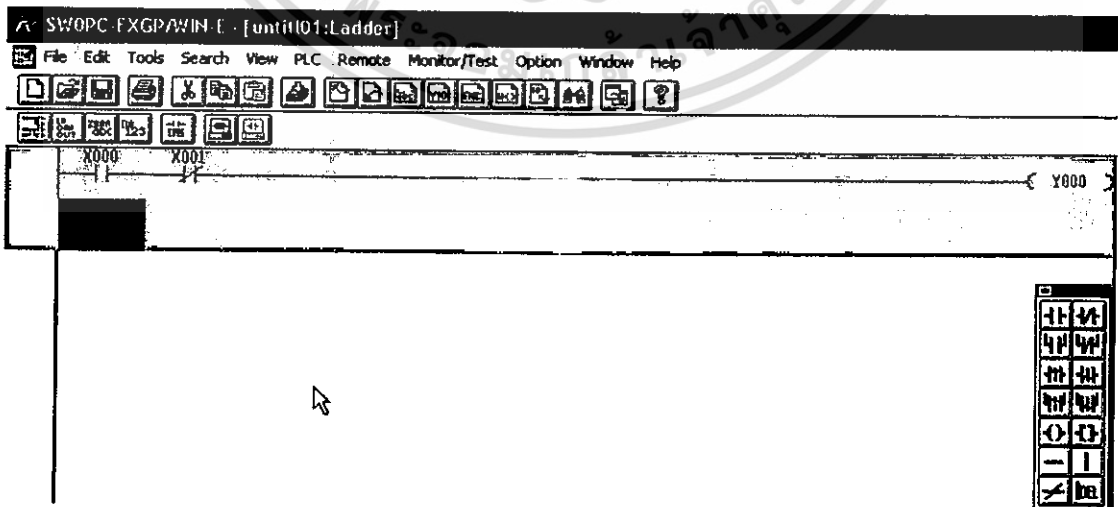 SW0PC-FXGP/WIN-E - [untitl01:Ladder]
File Edit Tools Search View PLC Remote Monitor/Test Option Window Help
X000 X001
Y000
DEL